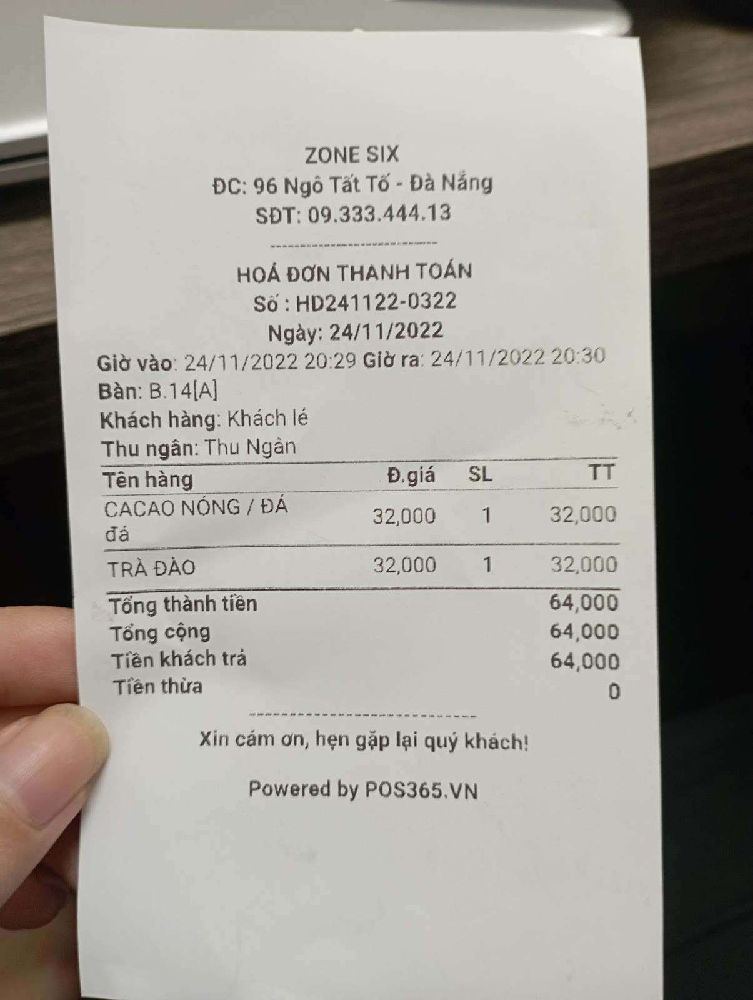 ZONE SIX
ĐC: 96 Ngô Tất Tố - Đà Nẵng
SĐT: 09.333.444.13
----------------------------
HOÁ ĐƠN THANH TOÁN
Số : HD241122-0322
Ngày: 24/11/2022
Giờ vào: 24/11/2022 20:29 Giờ ra: 24/11/2022 20:30
Bàn: B.14[A]
Khách hàng: Khách lẻ
Thu ngân: Thu Ngân
Tên hàng Đ.giá SL TT
CACAO NÓNG / ĐÁ 32,000 1 32,000
đá
TRÀ ĐÀO 32,000 1 32,000
Tổng thành tiền 64,000
Tổng cộng 64,000
Tiền khách trả 64,000
Tiền thừa 0
----------------------------
Xin cám ơn, hẹn gặp lại quý khách!
Powered by POS365.VN